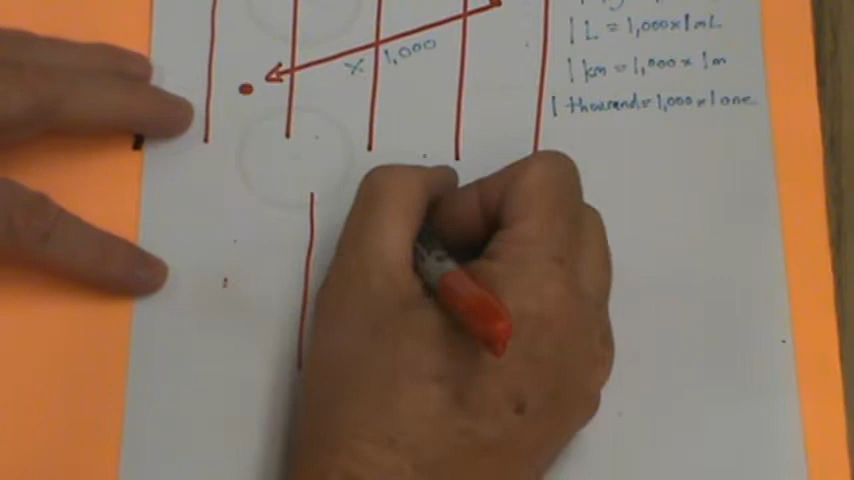 1 L = 1,000 x 1 mL
x 1,000
1 km = 1,000 x 1 m
1 thousand = 1,000 x 1 one